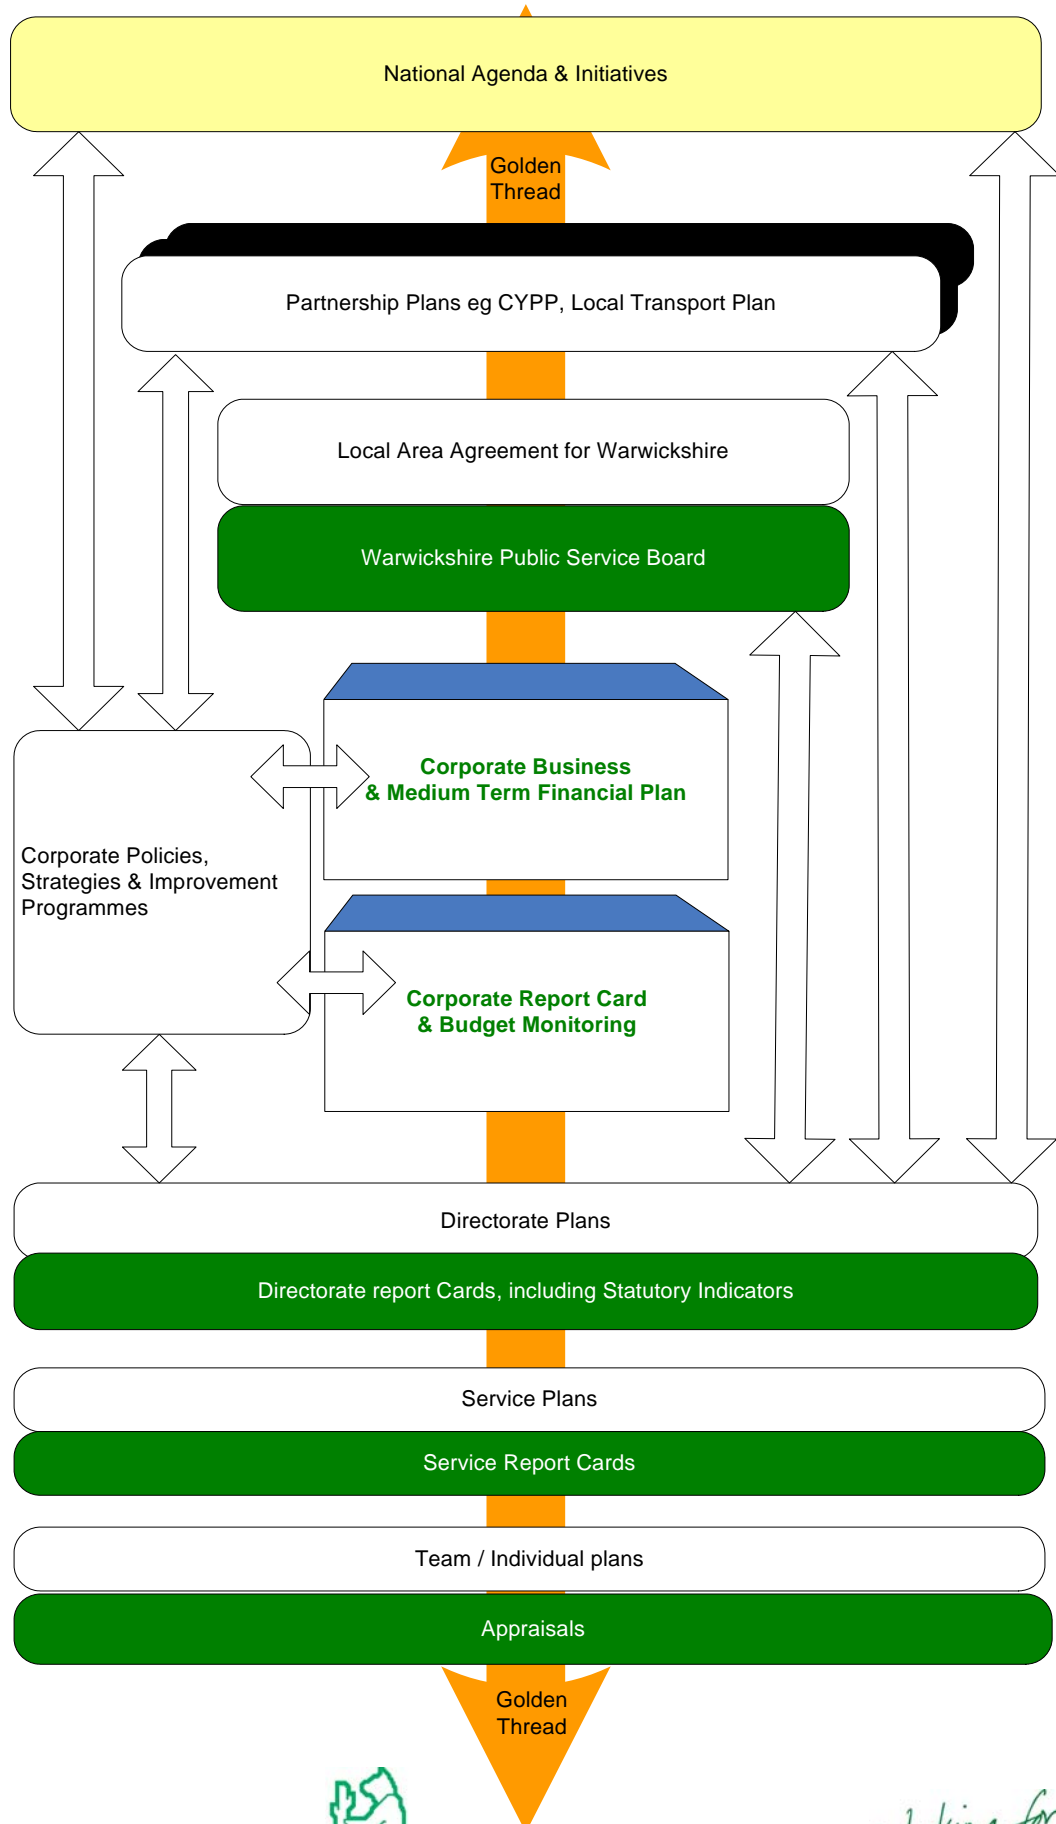 National Agenda & Initiatives
Golden
Thread
Partnership Plans eg CYPP, Local Transport Plan
Local Area Agreement for Warwickshire
Warwickshire Public Service Board
Corporate Business
& Medium Term Financial Plan
Corporate Policies,
Strategies & Improvement
Programmes
Corporate Report Card
& Budget Monitoring
Directorate Plans
Directorate report Cards, including Statutory Indicators
Service Plans
Service Report Cards
Team / Individual plans
Appraisals
Golden
Thread
for